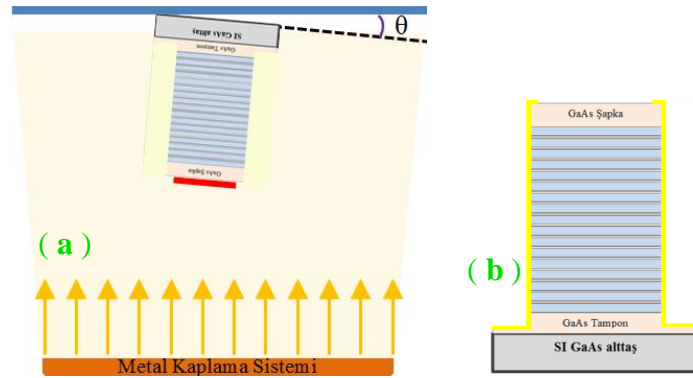 θ
SI GaAs alttaş
GaAs Tampon
GaAs Şapka
( a )
Metal Kaplama Sistemi
GaAs Şapka
( b )
GaAs Tampon
SI GaAs alttaş